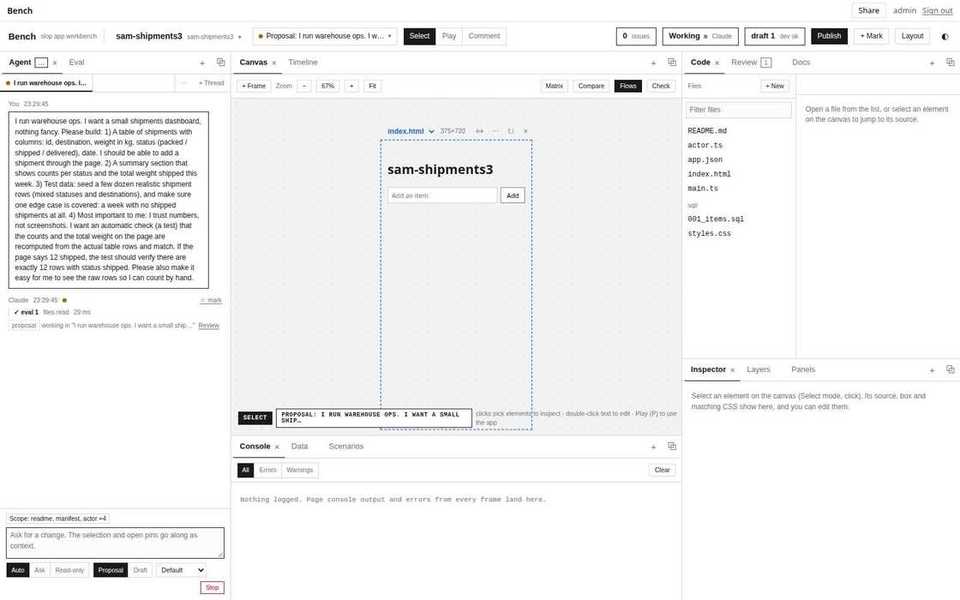 Bench
Share
admin
Sign out
Bench
slop app workbench
sam-shipments3
sam-shipments3
Proposal: I run warehouse ops. I w…
Select
Play
Comment
0 issues
Working
Claude
draft 1
dev ok
Publish
+ Mark
Layout
Agent
Eval
I run warehouse ops. I…
+ Thread
You 23:29:45
I run warehouse ops. I want a small shipments dashboard,
nothing fancy. Please build: 1) A table of shipments with
columns: id, destination, weight in kg, status (packed /
shipped / delivered), date. I should be able to add a
shipment through the page. 2) A summary section that
shows counts per status and the total weight shipped this
week. 3) Test data: seed a few dozen realistic shipment
rows (mixed statuses and destinations), and make sure
one edge case is covered: a week with no shipped
shipments at all. 4) Most important to me: I trust numbers,
not screenshots. I want an automatic check (a test) that
the counts and the total weight on the page are
recomputed from the actual table rows and match. If the
page says 12 shipped, the test should verify there are
exactly 12 rows with status shipped. Please also make it
easy for me to see the raw rows so I can count by hand.
Claude 23:29:45
mark
✓ eval 1 files.read 29 ms
proposal working in "I run warehouse ops. I want a small ship…" Review
Scope: readme, manifest, actor +4
Ask for a change. The selection and open pins go along as
context.
Auto
Ask
Read-only
Proposal
Draft
Default
Stop
Canvas
Timeline
+ Frame
Zoom
−
67%
+
Fit
Matrix
Compare
Flows
Check
index.html
375×720
sam-shipments3
Add an item
Add
SELECT
PROPOSAL: I RUN WAREHOUSE OPS. I WANT A SMALL
SHIP…
clicks pick elements to inspect · double-click text to edit · Play (P) to use
the app
Console
Data
Scenarios
All
Errors
Warnings
Clear
Nothing logged. Page console output and errors from every frame land here.
Code
Review 1
Docs
Files
+ New
Filter files
README.md
actor.ts
app.json
index.html
main.ts
sql
001_items.sql
styles.css
Open a file from the list, or select an element
on the canvas to jump to its source.
Inspector
Layers
Panels
Select an element on the canvas (Select mode, click). Its source, box and
matching CSS show here, and you can edit them.